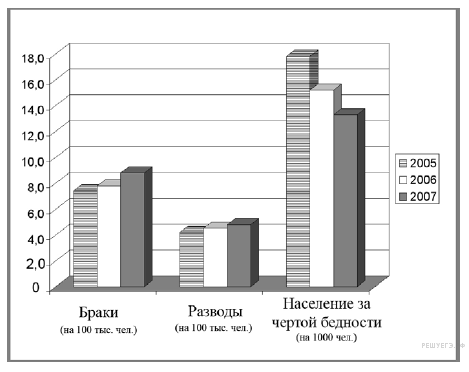 18,0
16,0
14,0
12,0
10,0
8,0
6,0
4,0
2,0
0
Браки
(на 100 тыс. чел.)
Разводы
(на 100 тыс. чел.)
Население за
чертой бедности
(на 1000 чел.)
2005
2006
2007
РЕШУЕГЭ.РФ